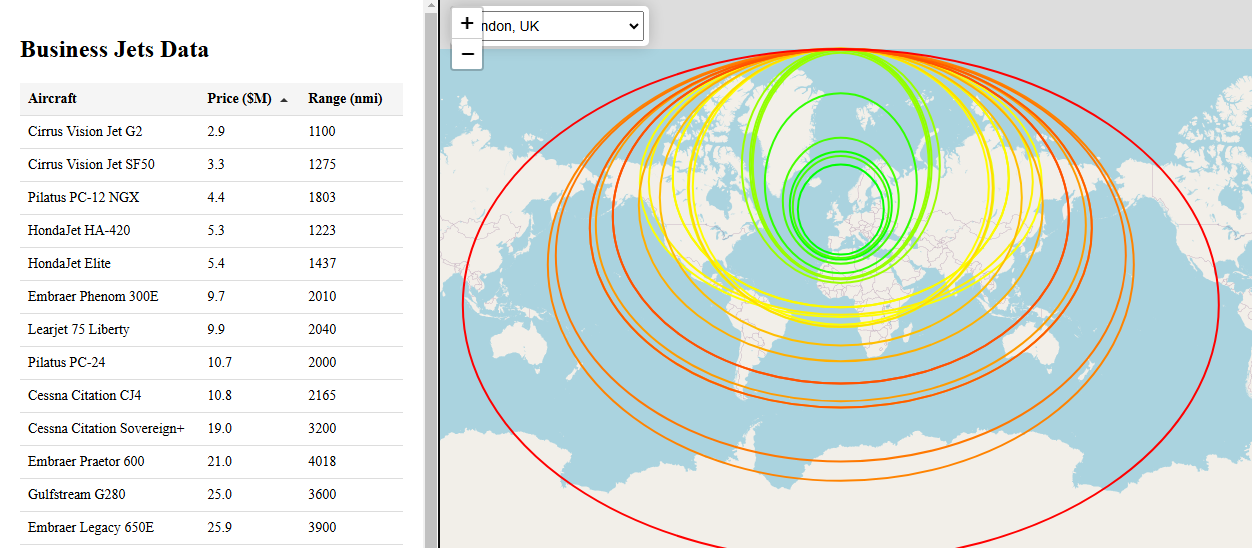 Business Jets Data
Aircraft Price ($M) Range (nmi)
Cirrus Vision Jet G2 2.9 1100
Cirrus Vision Jet SF50 3.3 1275
Pilatus PC-12 NGX 4.4 1803
HondaJet HA-420 5.3 1223
HondaJet Elite 5.4 1437
Embraer Phenom 300E 9.7 2010
Learjet 75 Liberty 9.9 2040
Pilatus PC-24 10.7 2000
Cessna Citation CJ4 10.8 2165
Cessna Citation Sovereign+ 19.0 3200
Embraer Praetor 600 21.0 4018
Gulfstream G280 25.0 3600
Embraer Legacy 650E 25.9 3900
+
ndon, UK
−